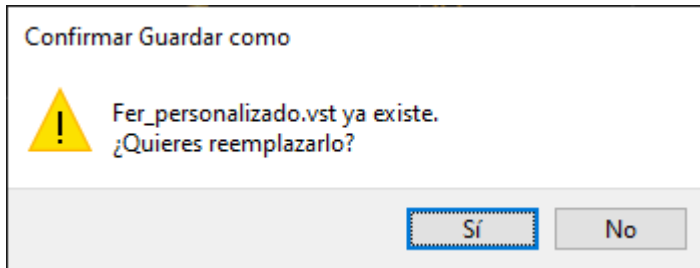 Confirmar Guardar como
Fer_personalizado.vst ya existe.
¿Quieres reemplazarlo?
Sí
No